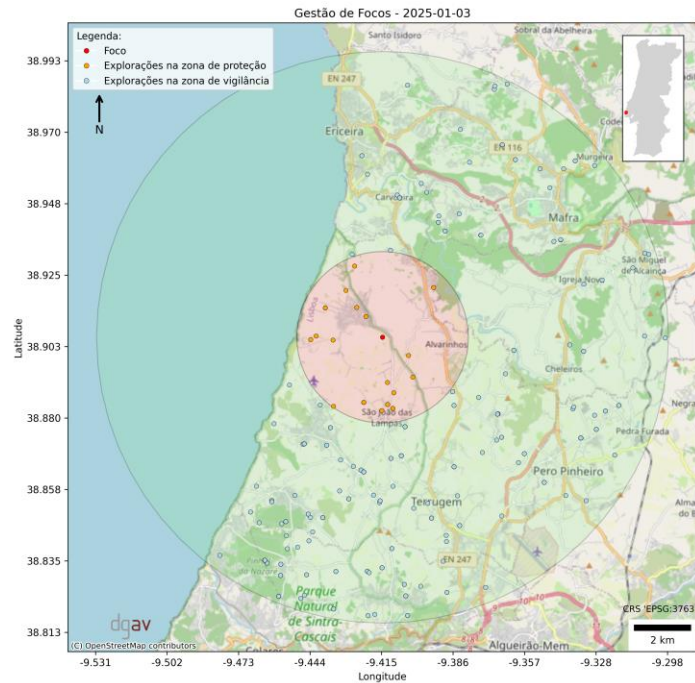 Gestão de Focos - 2025-01-03
Legenda:
Foco
Explorações na zona de proteção
Explorações na zona de vigilância
N
Santo Isidoro
Sobral da Abelheira
EN 247
Ericeira
EN 116
Murgeira
Carvoeira
Mafra
São Miguel
de Alcainça
Igreja Nova
Lisboa
Alvarinhos
Cheleiros
São João das
Lampas
Negra
Pedra Furada
Pero Pinheiro
Terrugem
Alma
EN 247
Parque
Natural
de Sintra-
Cascais
dgav
CRS 'EPSG:3763
2 km
Algueirão-Mem
(C) OpenStreetMap contributors
Latitude
38.993
38.970
38.948
38.925
38.903
38.880
38.858
38.835
38.813
-9.531
-9.502
-9.473
-9.444
-9.415
-9.386
-9.357
-9.328
-9.298
Longitude